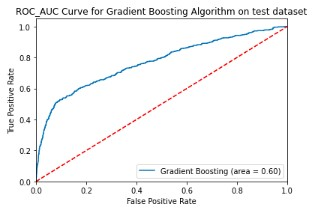 ROC_AUC Curve for Gradient Boosting Algorithm on test dataset
1.0
0.8
0.6
0.4
0.2
0.0
True Positive Rate
Gradient Boosting (area = 0.60)
0.0 0.2 0.4 0.6 0.8 1.0
False Positive Rate